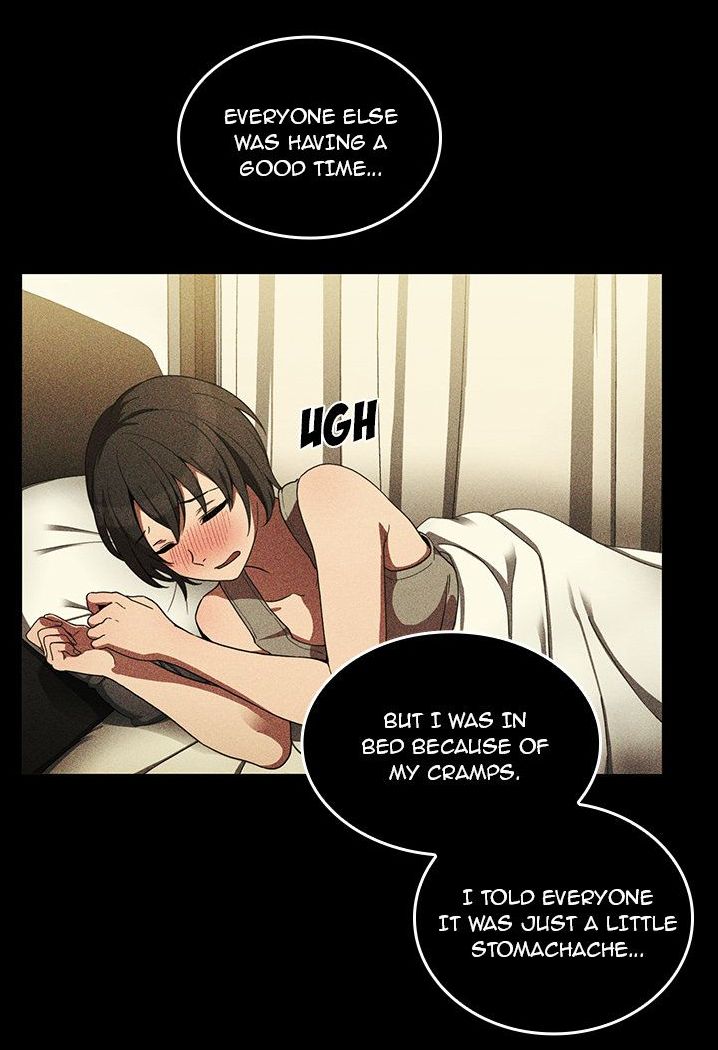 EVERYONE ELSE
WAS HAVING A
GOOD TIME...
UGH
BUT I WAS IN
BED BECAUSE OF
MY CRAMPS.
I TOLD EVERYONE
IT WAS JUST A LITTLE
STOMACHACHE...